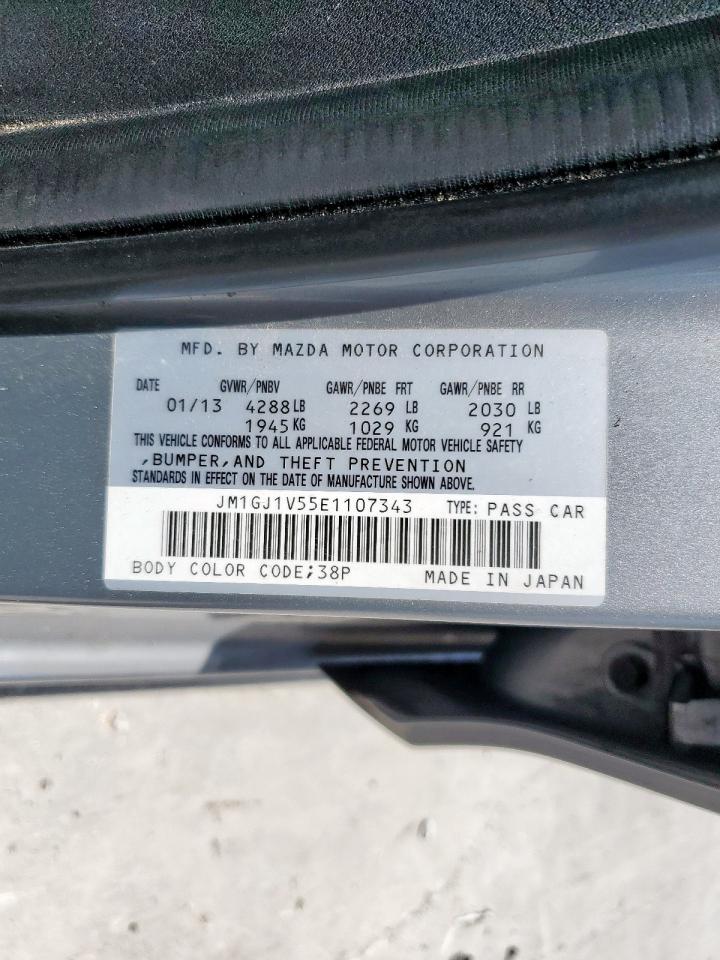 MFD. BY MAZDA MOTOR CORPORATION
DATE GVWR/PNBV GAWR/PNBE FRT GAWR/PNBE RR
01/13 4288 LB 2269 LB 2030 LB
1945 KG 1029 KG 921 KG
THIS VEHICLE CONFORMS TO ALL APPLICABLE FEDERAL MOTOR VEHICLE SAFETY
,BUMPER,AND THEFT PREVENTION
STANDARDS IN EFFECT ON THE DATE OF MANUFACTURE SHOWN ABOVE.
JM1GJ1V55E1107343 TYPE: PASS CAR
BODY COLOR CODE;38P MADE IN JAPAN